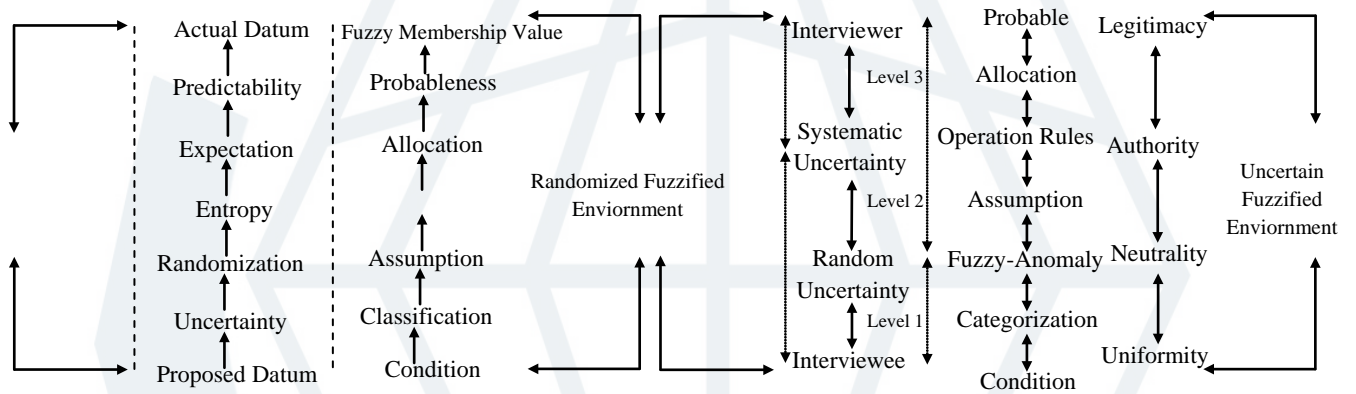 Actual Datum
Predictability
Expectation
Entropy
Randomization
Uncertainty
Proposed Datum
Fuzzy Membership Value
Probableness
Allocation
Assumption
Classification
Condition
Randomized Fuzzified
Enviornment
Interviewer
Level 3
Systematic
Uncertainty
Level 2
Random
Uncertainty
Level 1
Interviewee
Probable
Allocation
Operation Rules
Assumption
Fuzzy-Anomaly
Categorization
Condition
Legitimacy
Authority
Neutrality
Uniformity
Uncertain
Fuzzified
Enviornment